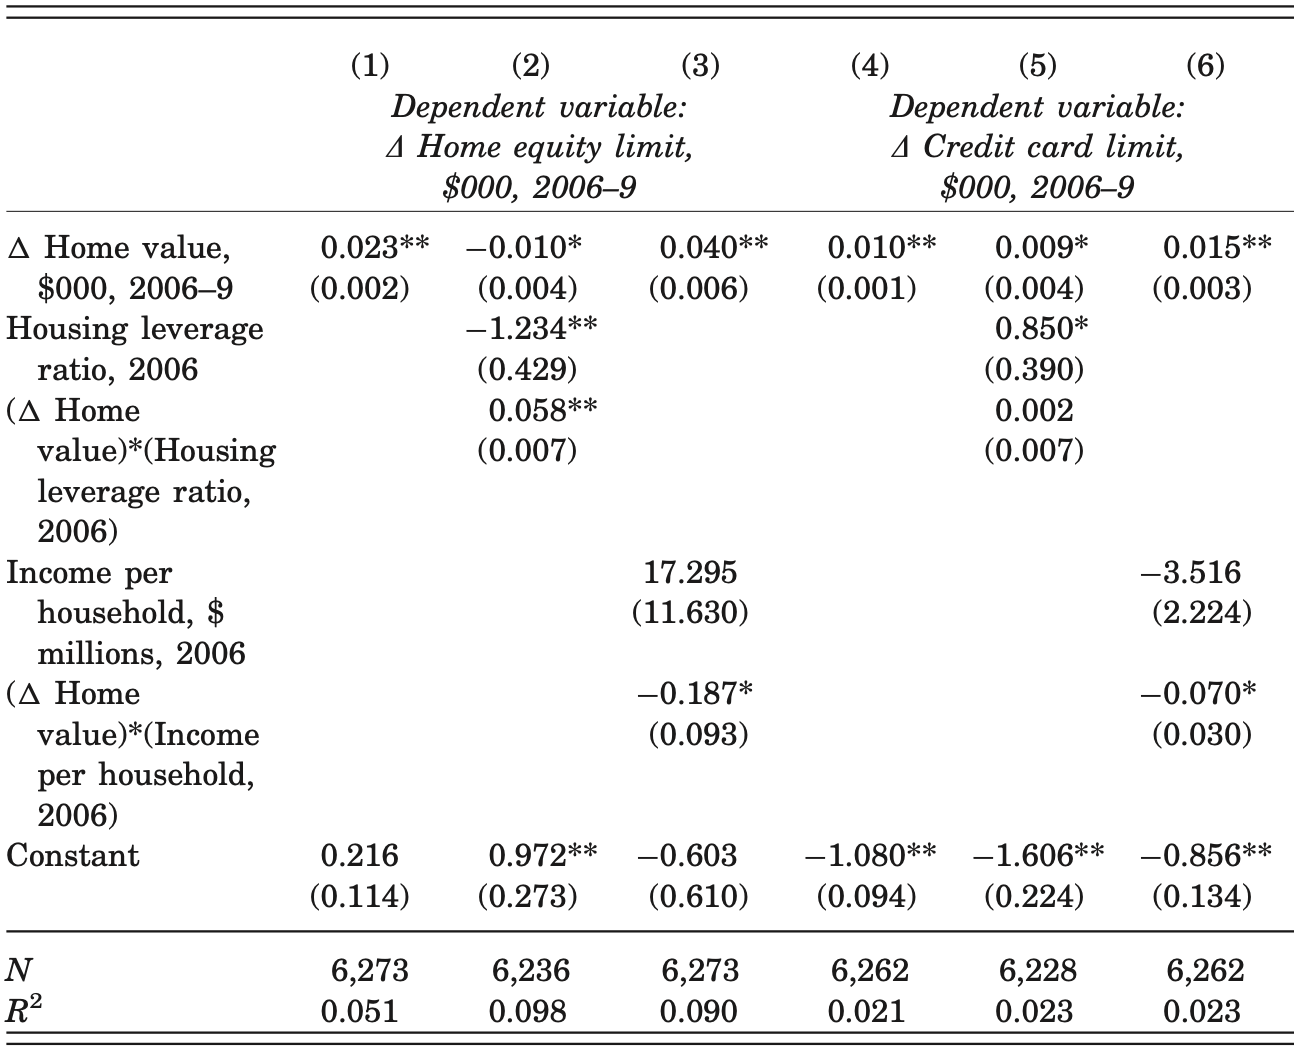 (1) (2) (3) (4) (5) (6)
Dependent variable: Dependent variable:
Δ Home equity limit, Δ Credit card limit,
$000, 2006–9 $000, 2006–9
Δ Home value, 0.023** −0.010* 0.040** 0.010** 0.009* 0.015**
$000, 2006–9 (0.002) (0.004) (0.006) (0.001) (0.004) (0.003)
Housing leverage −1.234** 0.850*
ratio, 2006 (0.429) (0.390)
(Δ Home 0.058** 0.002
value)*(Housing (0.007) (0.007)
leverage ratio,
2006)
Income per 17.295 −3.516
household, $ (11.630) (2.224)
millions, 2006
(Δ Home −0.187* −0.070*
value)*(Income (0.093) (0.030)
per household,
2006)
Constant 0.216 0.972** −0.603 −1.080** −1.606** −0.856**
(0.114) (0.273) (0.610) (0.094) (0.224) (0.134)
N 6,273 6,236 6,273 6,262 6,228 6,262
R² 0.051 0.098 0.090 0.021 0.023 0.023